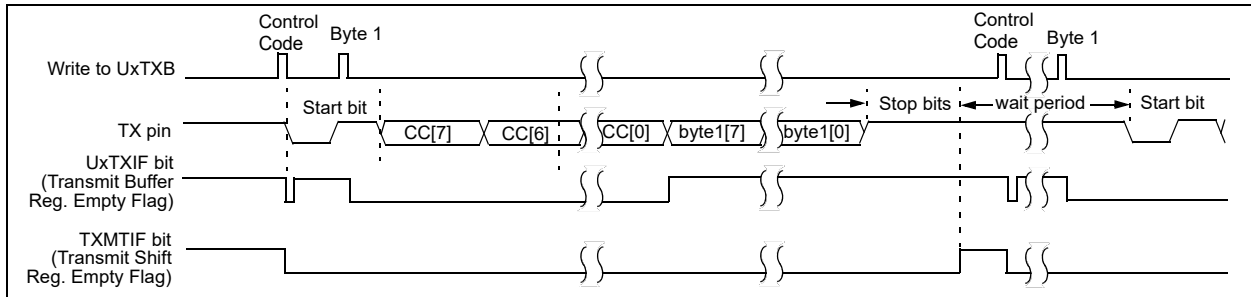 Control
Code
Byte 1
Control
Code
Byte 1
Write to UxTXB
Start bit
Stop bits
wait period
Start bit
TX pin
CC[7]
CC[6]
CC[0]
byte1[7]
byte1[0]
UxTXIF bit
(Transmit Buffer
Reg. Empty Flag)
TXMTIF bit
(Transmit Shift
Reg. Empty Flag)